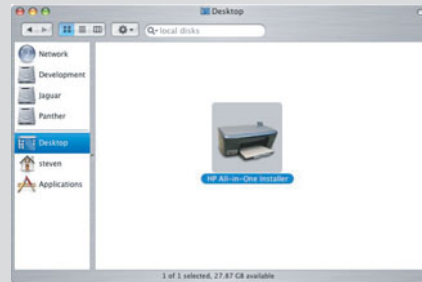 Desktop
local disks
Network
Development
Jaguar
Panther
Desktop
steven
Applications
HP All-in-One Installer
1 of 1 selected, 27.87 GB available